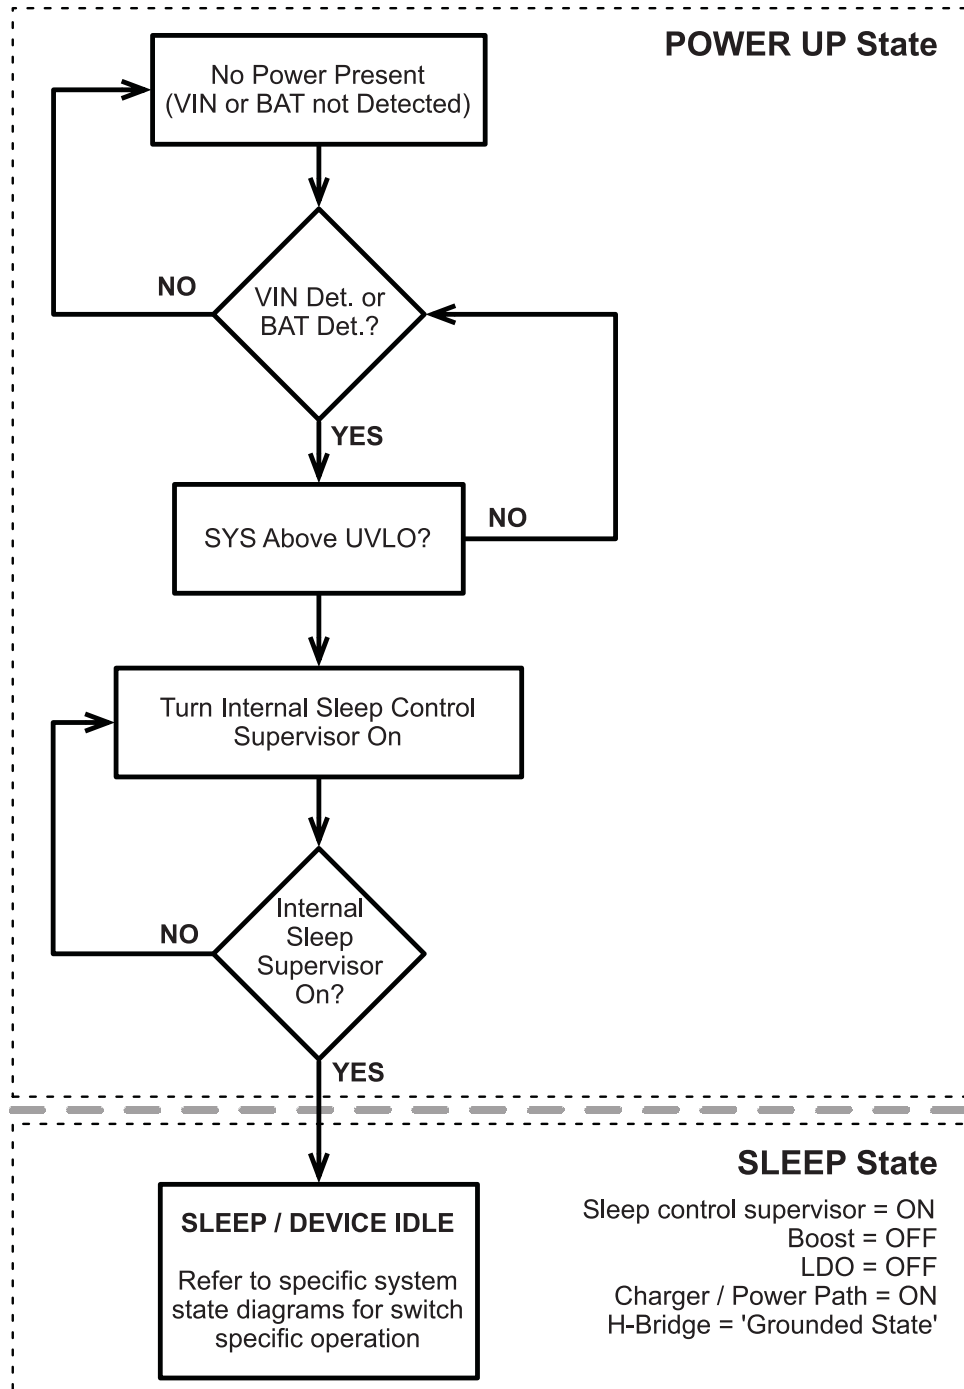 POWER UP State
No Power Present
(VIN or BAT not Detected)
NO
VIN Det. or
BAT Det.?
YES
SYS Above UVLO?
NO
Turn Internal Sleep Control
Supervisor On
NO
Internal
Sleep
Supervisor
On?
YES
SLEEP State
Sleep control supervisor = ON
Boost = OFF
LDO = OFF
Charger / Power Path = ON
H-Bridge = 'Grounded State'
SLEEP / DEVICE IDLE
Refer to specific system
state diagrams for switch
specific operation